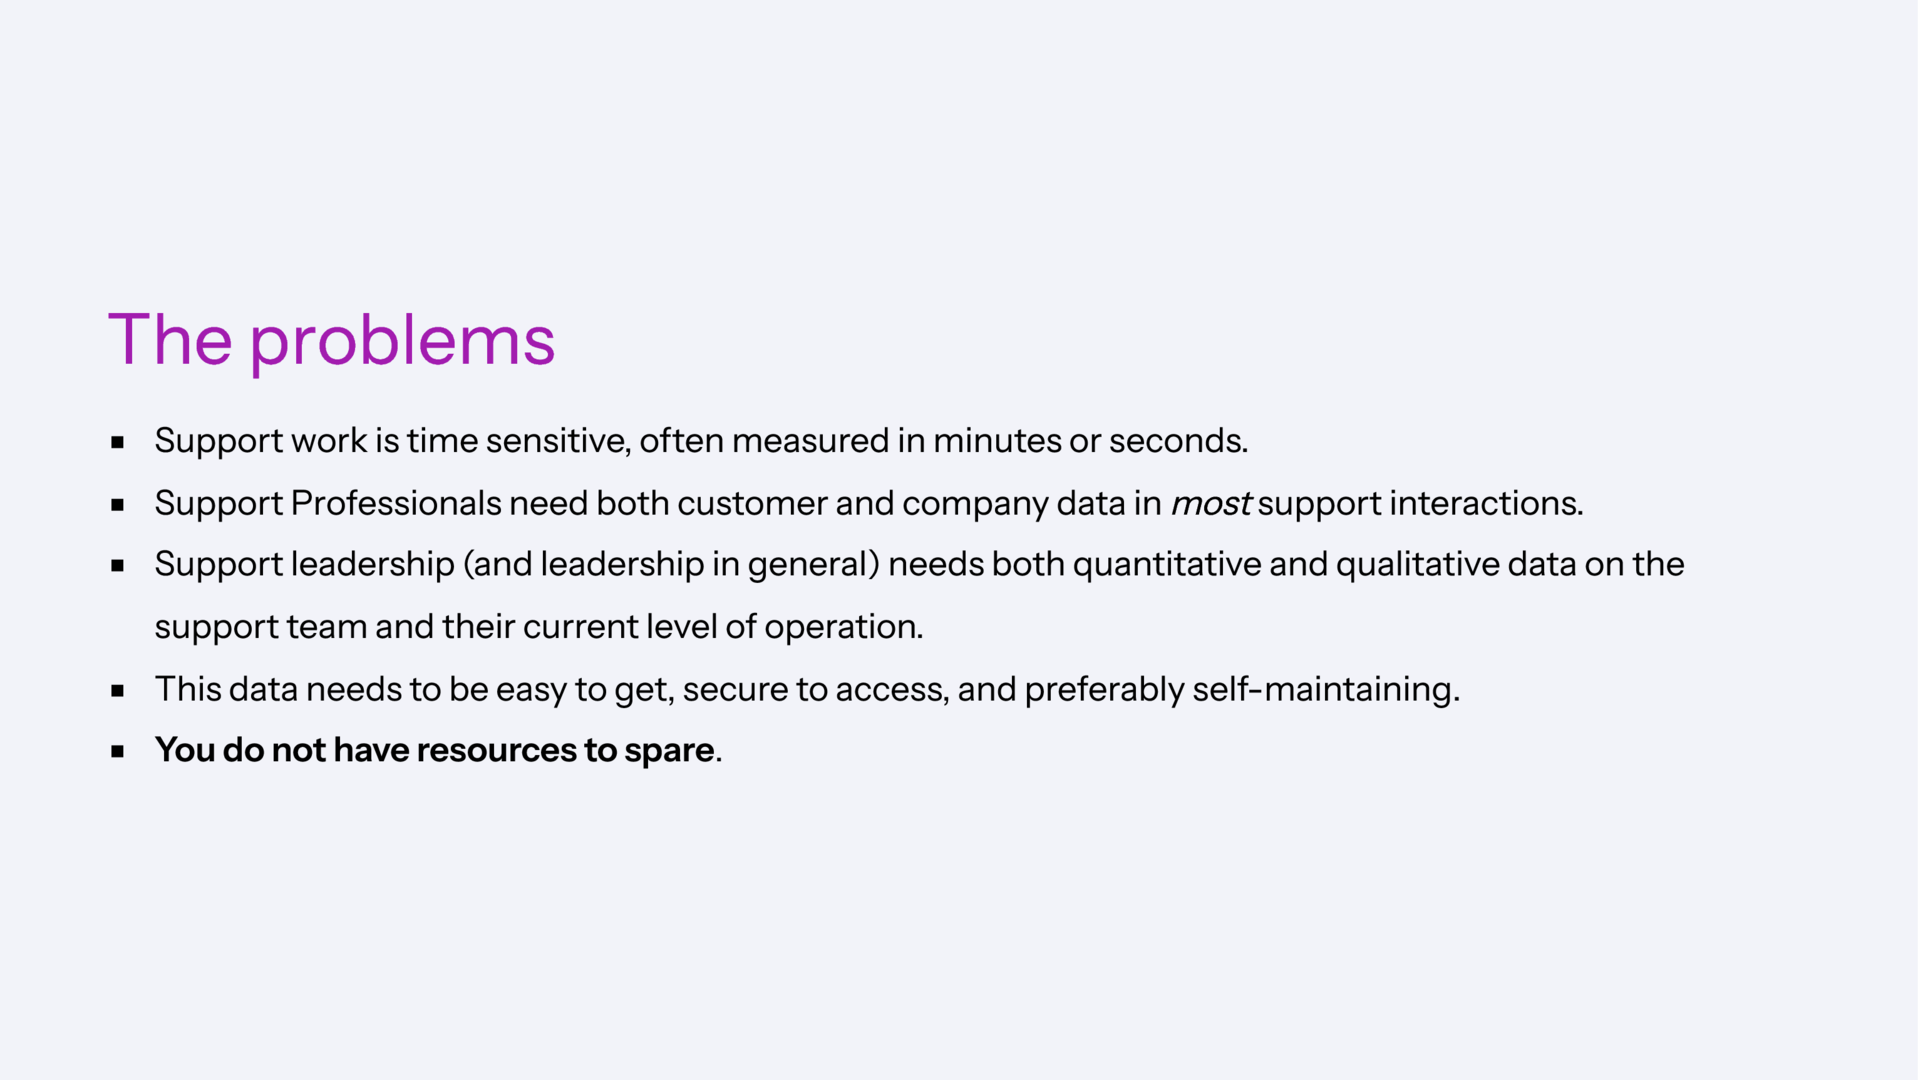 The problems
▪ Support work is time sensitive, often measured in minutes or seconds.
▪ Support Professionals need both customer and company data in most support interactions.
▪ Support leadership (and leadership in general) needs both quantitative and qualitative data on the
support team and their current level of operation.
▪ This data needs to be easy to get, secure to access, and preferably self-maintaining.
▪ You do not have resources to spare.